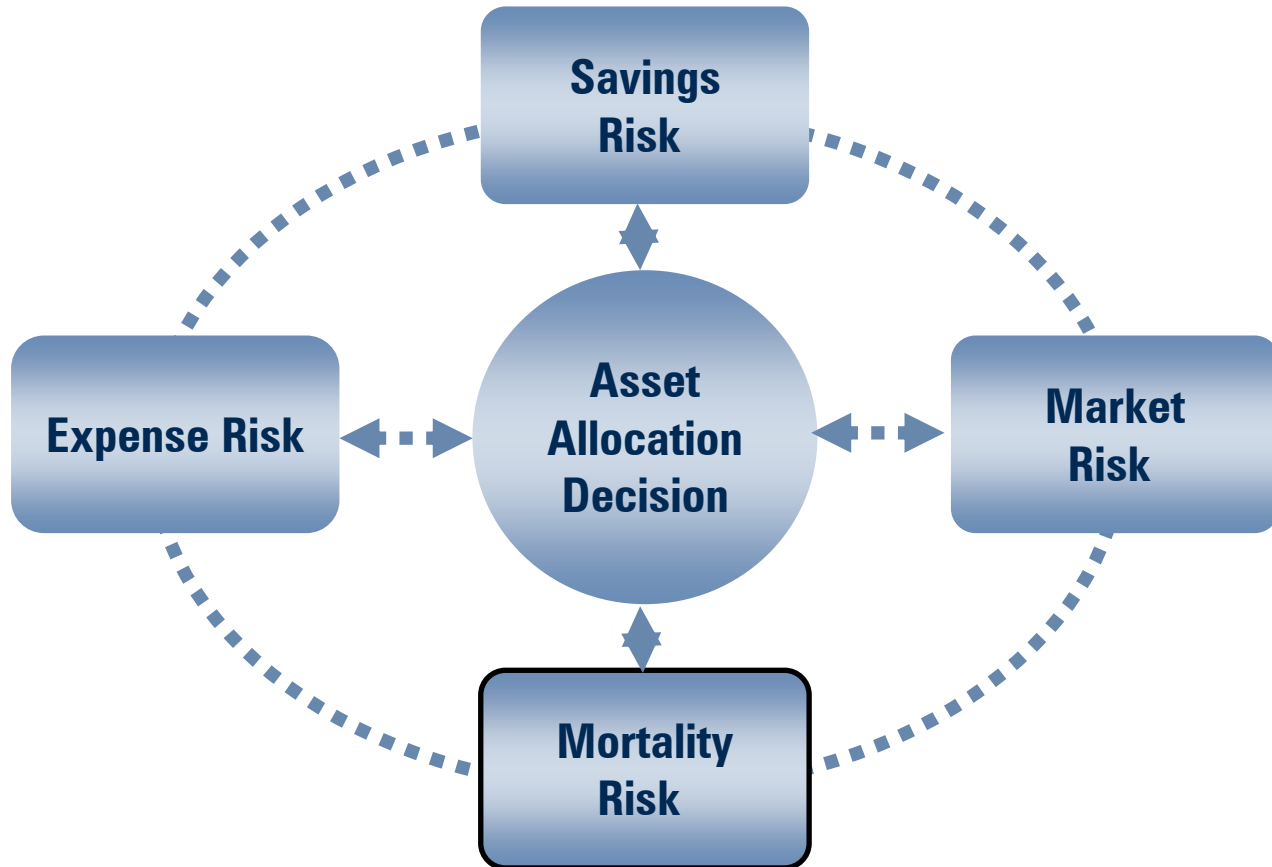 Savings
Risk
Expense Risk
Asset
Allocation
Decision
Market
Risk
Mortality
Risk